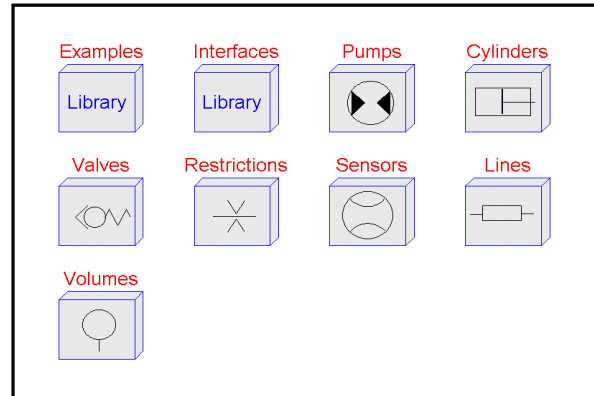 Examples
Interfaces
Pumps
Cylinders
Library
Library
Valves
Restrictions
Sensors
Lines
Volumes